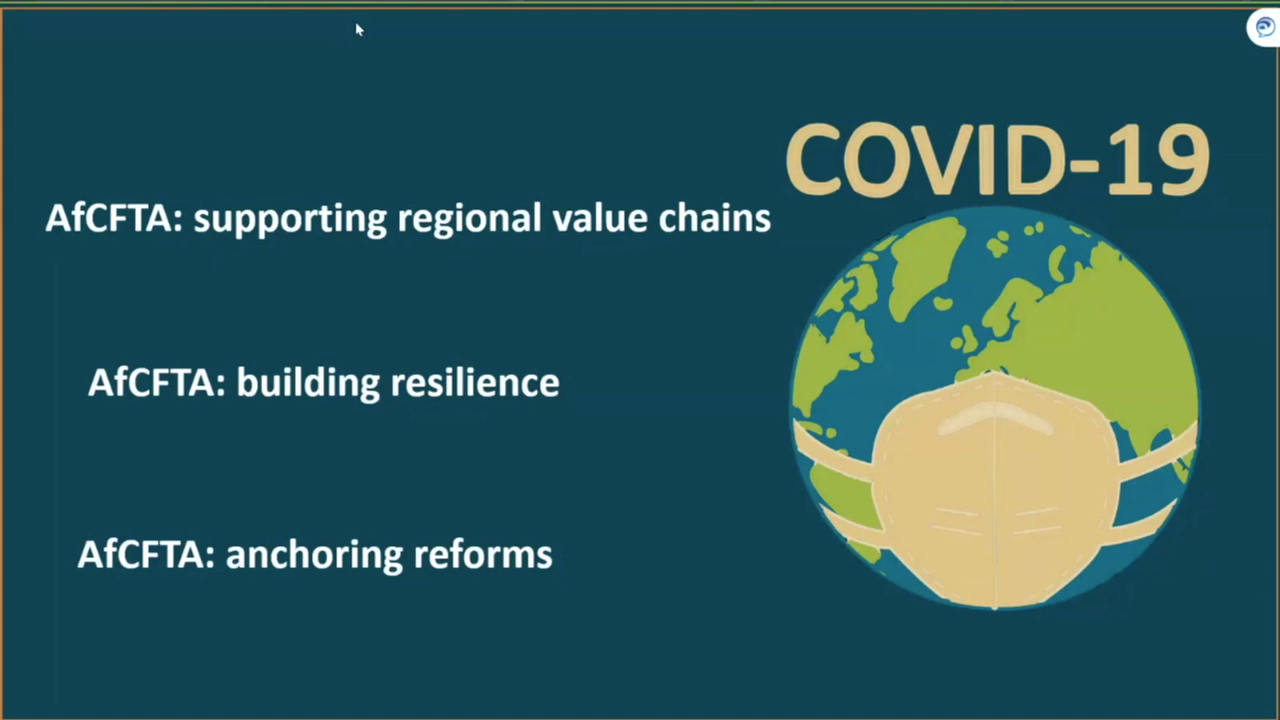 COVID-19
AfCFTA: supporting regional value chains
AfCFTA: building resilience
AfCFTA: anchoring reforms